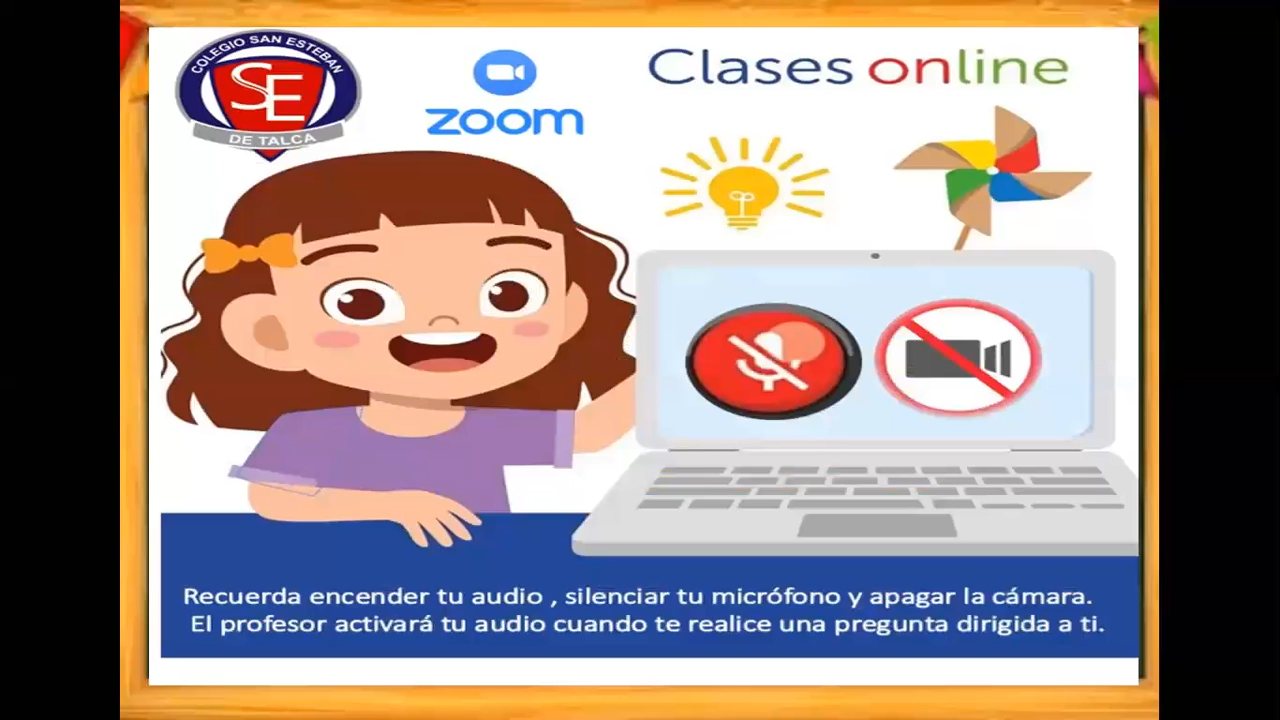 COLEGIO SAN ESTEBAN
SE
DE TALCA
zoom
Clases online
Recuerda encender tu audio , silenciar tu micrófono y apagar la cámara.
El profesor activará tu audio cuando te realice una pregunta dirigida a ti.